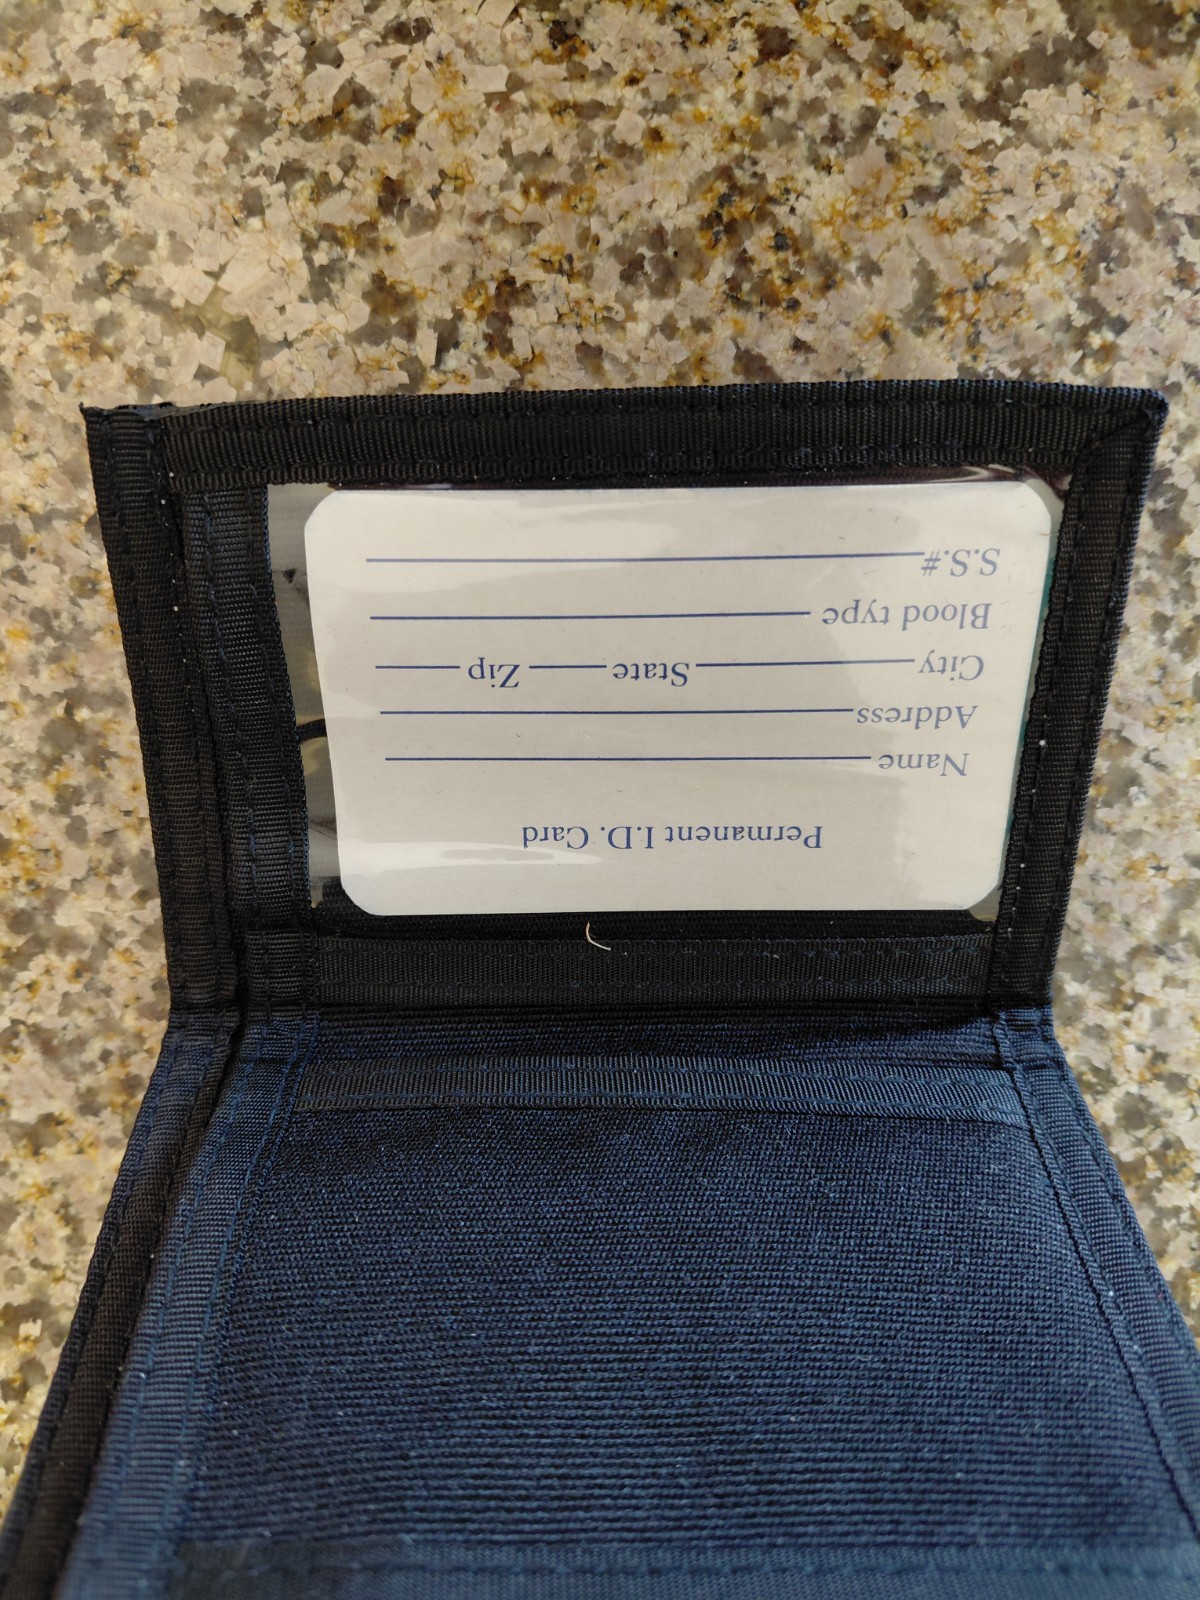 Permanent I.D. Card
Name
Address
City State Zip
Blood type
S.S.#